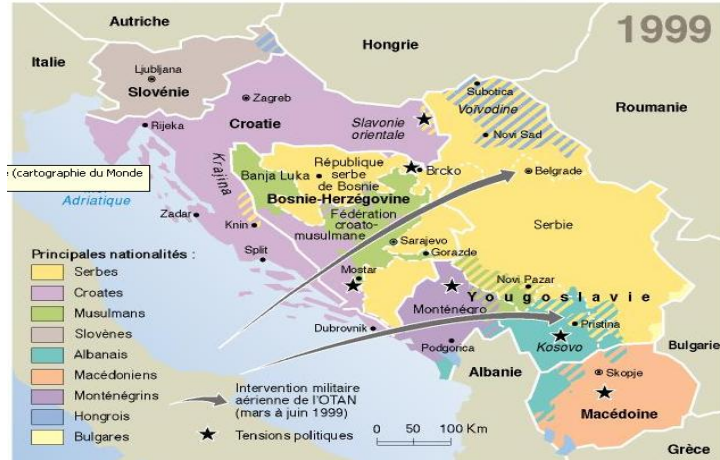 1999
Autriche
Hongrie
Italie
Roumanie
Ljubljana
Slovénie
Zagreb
Croatie
Rijeka
Slavonie
orientale
Subotica
Voïvodine
Novi Sad
e (cartographie du Monde
Adriatique
Krajina
Banja Luka
République
serbe
de Bosnie
Brcko
Belgrade
Bosnie-Herzégovine
Fédération
croato-
musulmane
Serbie
Zadar
Knin
Sarajevo
Gorazde
Split
Mostar
Novi Pazar
Yougoslavie
Monténégro
Dubrovnik
Podgorica
Pristina
Kosovo
Bulgarie
Albanie
Skopje
Macédoine
Grèce
Principales nationalités :
Serbes
Croates
Musulmans
Slovènes
Albanais
Macédoniens
Monténégrins
Hongrois
Bulgares
Intervention militaire
aérienne de l'OTAN
(mars à juin 1999)
Tensions politiques
0 50 100 Km